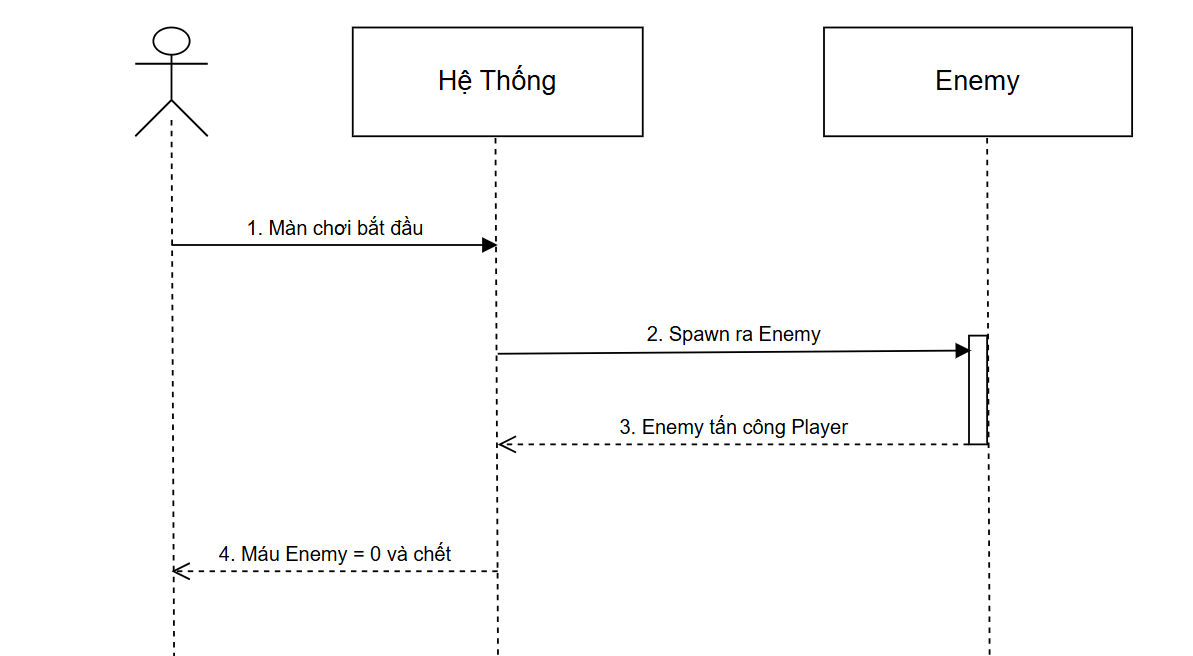 Hệ Thống
Enemy
1. Màn chơi bắt đầu
2. Spawn ra Enemy
3. Enemy tấn công Player
4. Máu Enemy = 0 và chết